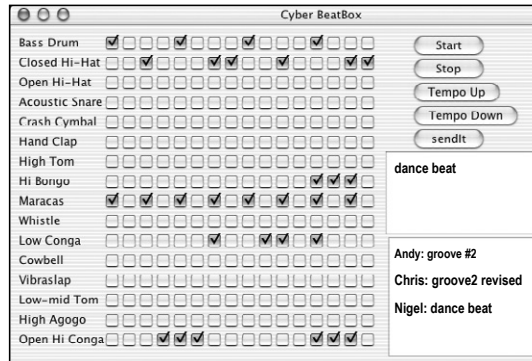 Cyber BeatBox
Bass Drum
Closed Hi-Hat
Open Hi-Hat
Acoustic Snare
Crash Cymbal
Hand Clap
High Tom
Hi Bongo
Maracas
Whistle
Low Conga
Cowbell
Vibraslap
Low-mid Tom
High Agogo
Open Hi Conga
Start
Stop
Tempo Up
Tempo Down
sendIt
dance beat
Andy: groove #2
Chris: groove2 revised
Nigel: dance beat